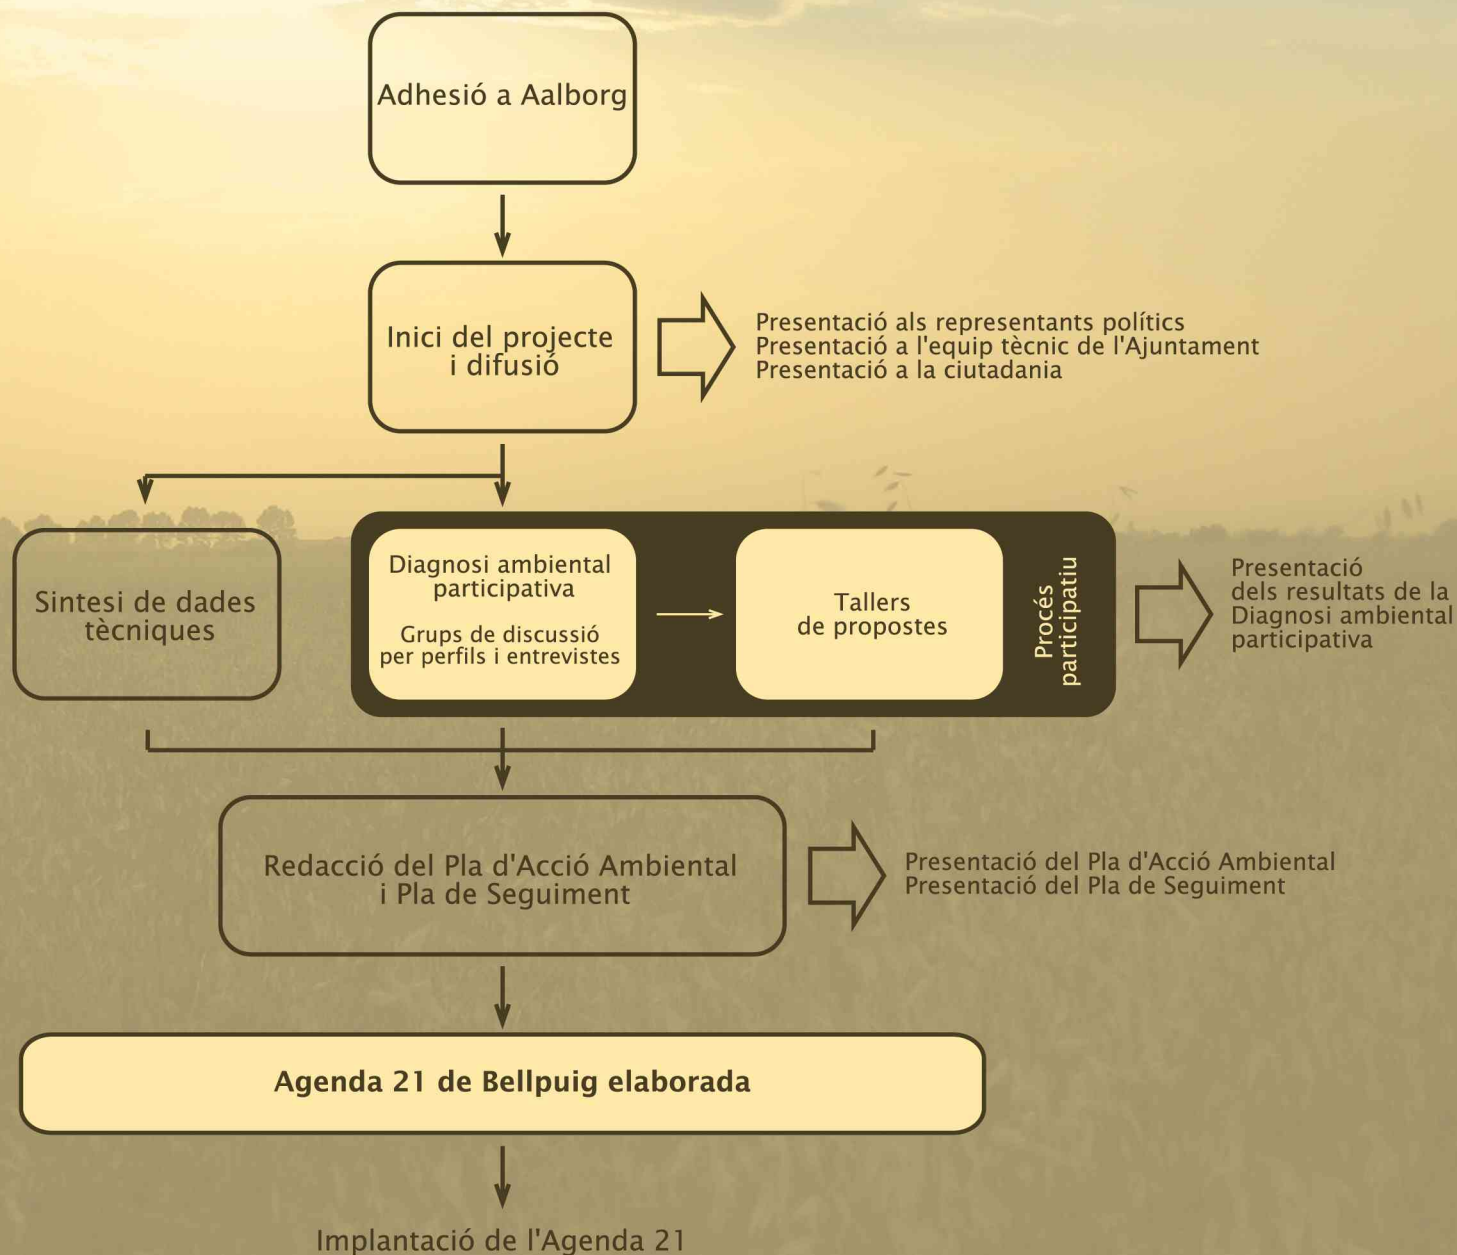 Adhesió a Aalborg
Inici del projecte
i difusió
Presentació als representants polítics
Presentació a l'equip tècnic de l'Ajuntament
Presentació a la ciutadania
Sintesi de dades
tècniques
Diagnosi ambiental
participativa
Grups de discussió
per perfils i entrevistes
Tallers
de propostes
Procés
participatiu
Presentació
dels resultats de la
Diagnosi ambiental
participativa
Redacció del Pla d'Acció Ambiental
i Pla de Seguiment
Presentació del Pla d'Acció Ambiental
Presentació del Pla de Seguiment
Agenda 21 de Bellpuig elaborada
Implantació de l'Agenda 21